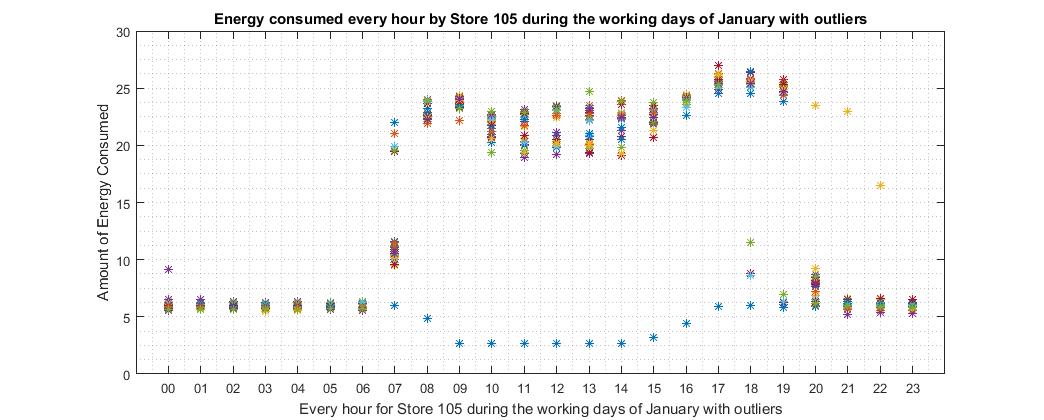 Energy consumed every hour by Store 105 during the working days of January with outliers
Amount of Energy Consumed
30
25
20
15
10
5
0
00 01 02 03 04 05 06 07 08 09 10 11 12 13 14 15 16 17 18 19 20 21 22 23
Every hour for Store 105 during the working days of January with outliers